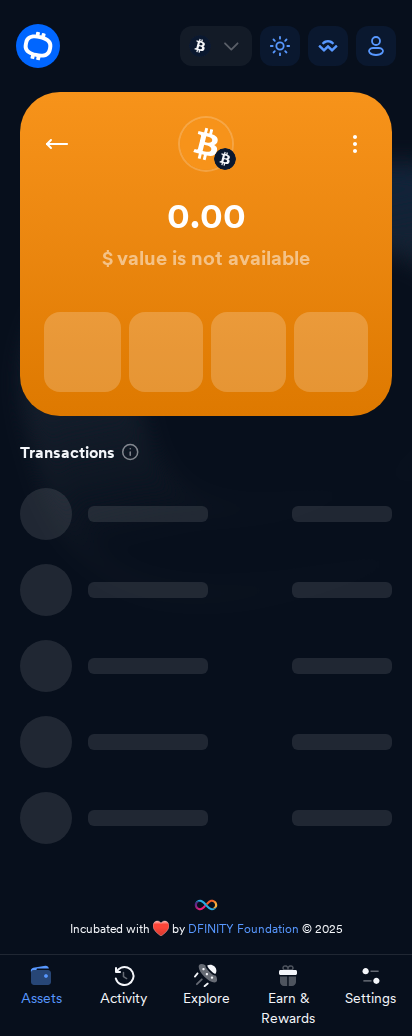 0.00
$ value is not available
Transactions
Incubated with ❤️ by DFINITY Foundation © 2025
Assets
Activity
Explore
Earn &
Rewards
Settings